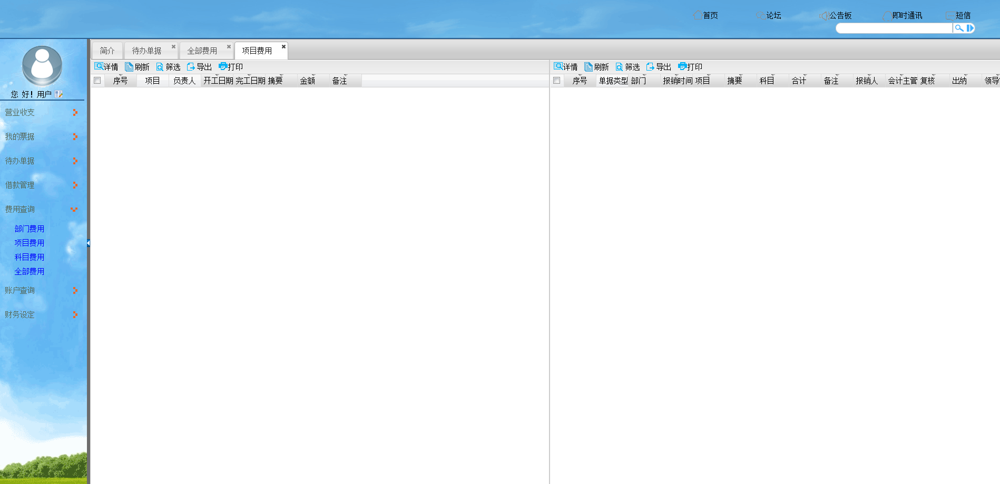 首页 论坛 公告板 即时通讯 短信
简介 待办单据 全部费用 项目费用
详情 刷新 筛选 导出 打印 详情 刷新 筛选 导出 打印
序号 项目 负责人 开工日期 完工日期 摘要 金额 备注 序号 单据类型 部门 报销时间 项目 摘要 科目 合计 备注 报销人 会计主管 复核 出纳 领导
您 好！用户
营业收支
我的票据
待办单据
借款管理
费用查询
部门费用
项目费用
科目费用
全部费用
账户查询
财务设定